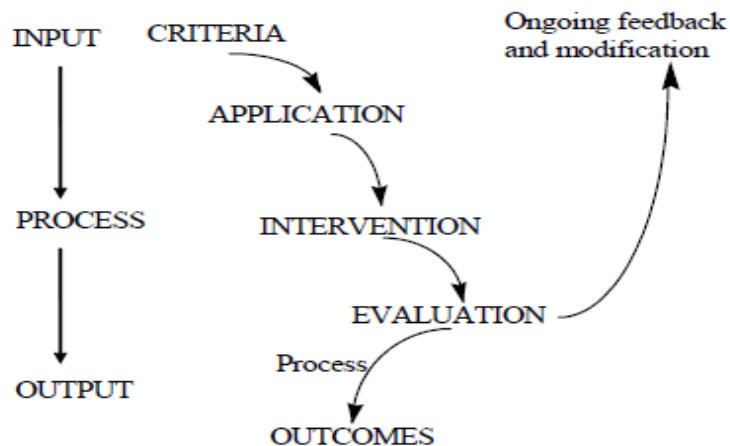 INPUT
CRITERIA
Ongoing feedback
and modification
APPLICATION
PROCESS
INTERVENTION
EVALUATION
Process
OUTPUT
OUTCOMES